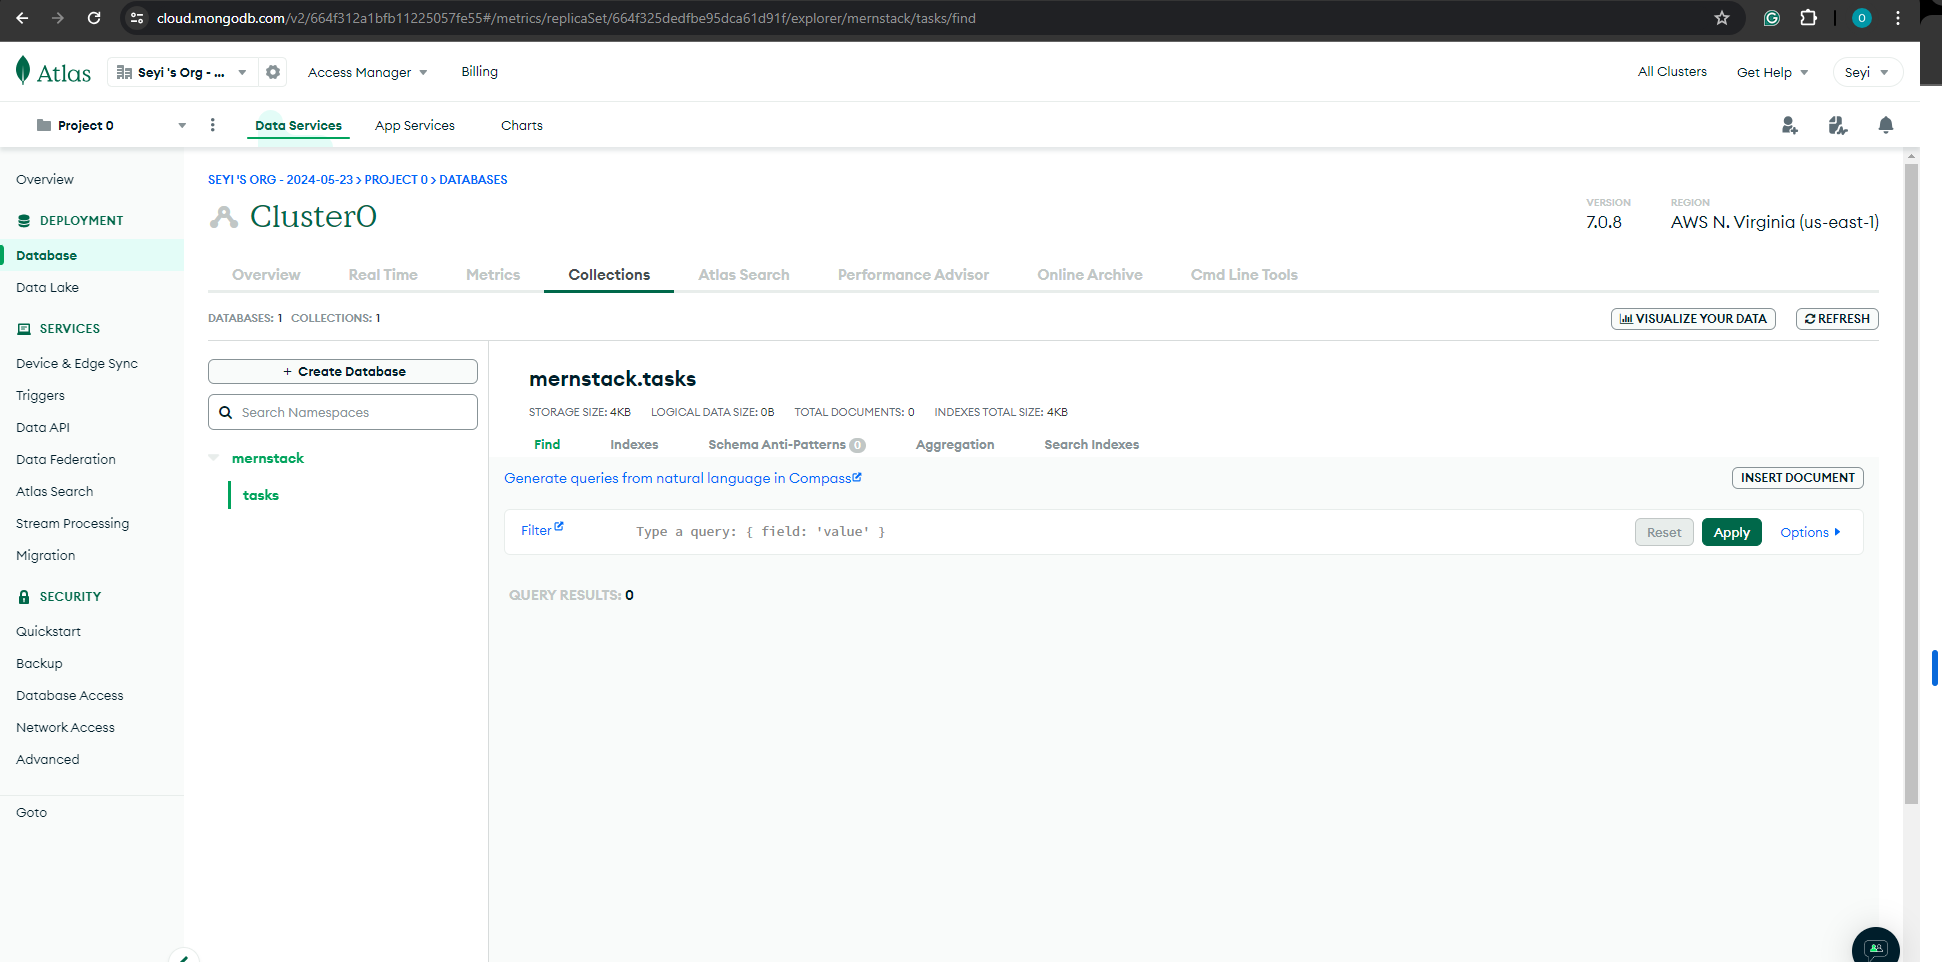 cloud.mongodb.com/v2/664f312a1bfb11225057fe55#/metrics/replicaSet/664f325dedfbe95dca61d91f/explorer/mernstack/tasks/find
O
Atlas
Seyi 's Org - ...
Access Manager
Billing
All Clusters
Get Help
Seyi
Project 0
Data Services
App Services
Charts
Overview
DEPLOYMENT
Database
Data Lake
SERVICES
Device & Edge Sync
Triggers
Data API
Data Federation
Atlas Search
Stream Processing
Migration
SECURITY
Quickstart
Backup
Database Access
Network Access
Advanced
Goto
SEYI 'S ORG - 2024-05-23 > PROJECT 0 > DATABASES
Cluster0
VERSION
7.0.8
REGION
AWS N. Virginia (us-east-1)
Overview
Real Time
Metrics
Collections
Atlas Search
Performance Advisor
Online Archive
Cmd Line Tools
DATABASES: 1 COLLECTIONS: 1
VISUALIZE YOUR DATA
REFRESH
+ Create Database
Search Namespaces
mernstack
tasks
mernstack.tasks
STORAGE SIZE: 4KB LOGICAL DATA SIZE: 0B TOTAL DOCUMENTS: 0 INDEXES TOTAL SIZE: 4KB
Find
Indexes
Schema Anti-Patterns 0
Aggregation
Search Indexes
Generate queries from natural language in Compass
INSERT DOCUMENT
Filter
Type a query: { field: 'value' }
Reset
Apply
Options
QUERY RESULTS: 0